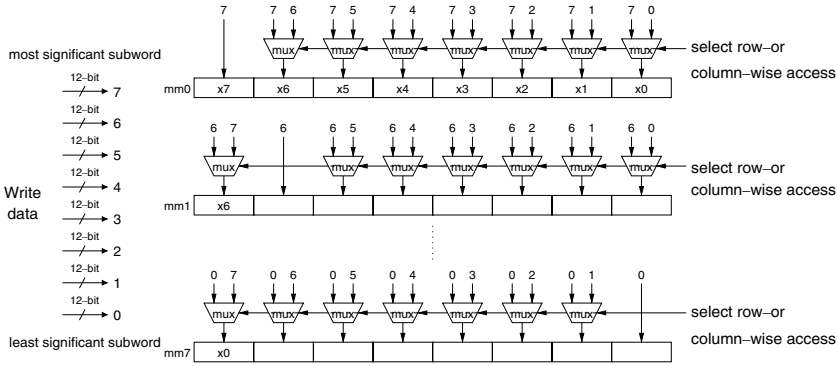 7 7 6 7 5 7 4 7 3 7 2 7 1 7 0
mux mux mux mux mux mux mux select row–or
most significant subword
column–wise access
mm0 x7 x6 x5 x4 x3 x2 x1 x0
12–bit
7
12–bit
6
6 7 6 6 5 6 4 6 3 6 2 6 1 6 0
12–bit
5
mux mux mux mux mux mux mux select row–or
12–bit
4
column–wise access
Write
data
mm1 x6
12–bit
3
12–bit
2
12–bit
1
0 7 0 6 0 5 0 4 0 3 0 2 0 1 0
12–bit
0
mux mux mux mux mux mux mux select row–or
least significant subword
column–wise access
mm7 x0